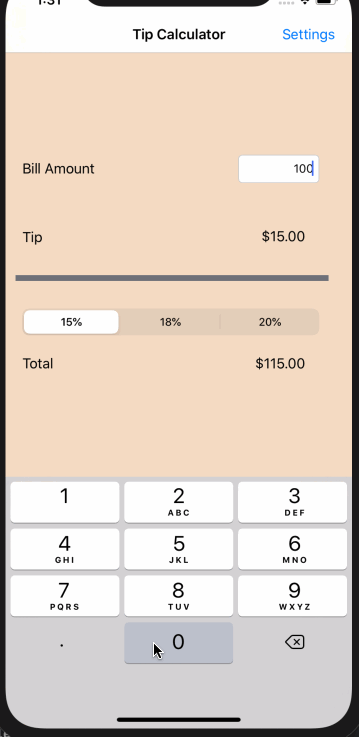 1:31
Tip Calculator Settings
Bill Amount 100
Tip $15.00
15% 18% 20%
Total $115.00
1 2 3
ABC DEF
4 5 6
GHI JKL MNO
7 8 9
PQRS TUV WXYZ
. 0